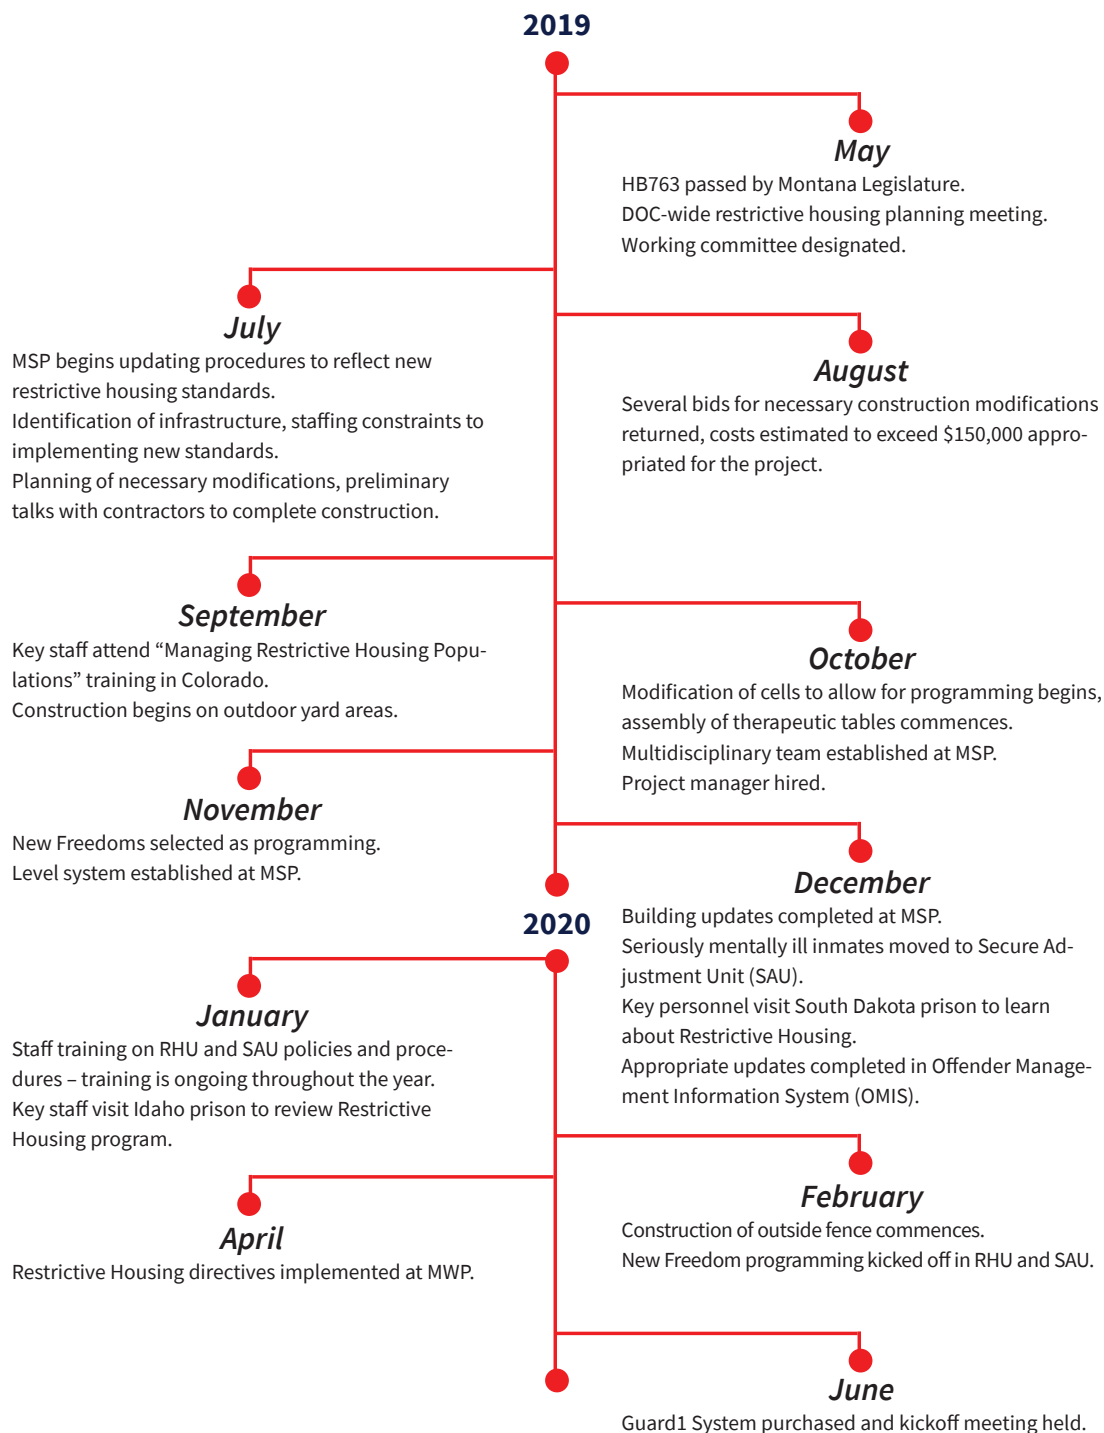 2019
May
HB763 passed by Montana Legislature.
DOC-wide restrictive housing planning meeting.
Working committee designated.
July
MSP begins updating procedures to reflect new
restrictive housing standards.
Identification of infrastructure, staffing constraints to
implementing new standards.
Planning of necessary modifications, preliminary
talks with contractors to complete construction.
August
Several bids for necessary construction modifications
returned, costs estimated to exceed $150,000 appro-
priated for the project.
September
Key staff attend “Managing Restrictive Housing Popu-
lations” training in Colorado.
Construction begins on outdoor yard areas.
October
Modification of cells to allow for programming begins,
assembly of therapeutic tables commences.
Multidisciplinary team established at MSP.
Project manager hired.
November
New Freedoms selected as programming.
Level system established at MSP.
December
Building updates completed at MSP.
Seriously mentally ill inmates moved to Secure Ad-
justment Unit (SAU).
Key personnel visit South Dakota prison to learn
about Restrictive Housing.
Appropriate updates completed in Offender Manage-
ment Information System (OMIS).
2020
January
Staff training on RHU and SAU policies and proce-
dures – training is ongoing throughout the year.
Key staff visit Idaho prison to review Restrictive
Housing program.
February
Construction of outside fence commences.
New Freedom programming kicked off in RHU and SAU.
April
Restrictive Housing directives implemented at MWP.
June
Guard1 System purchased and kickoff meeting held.